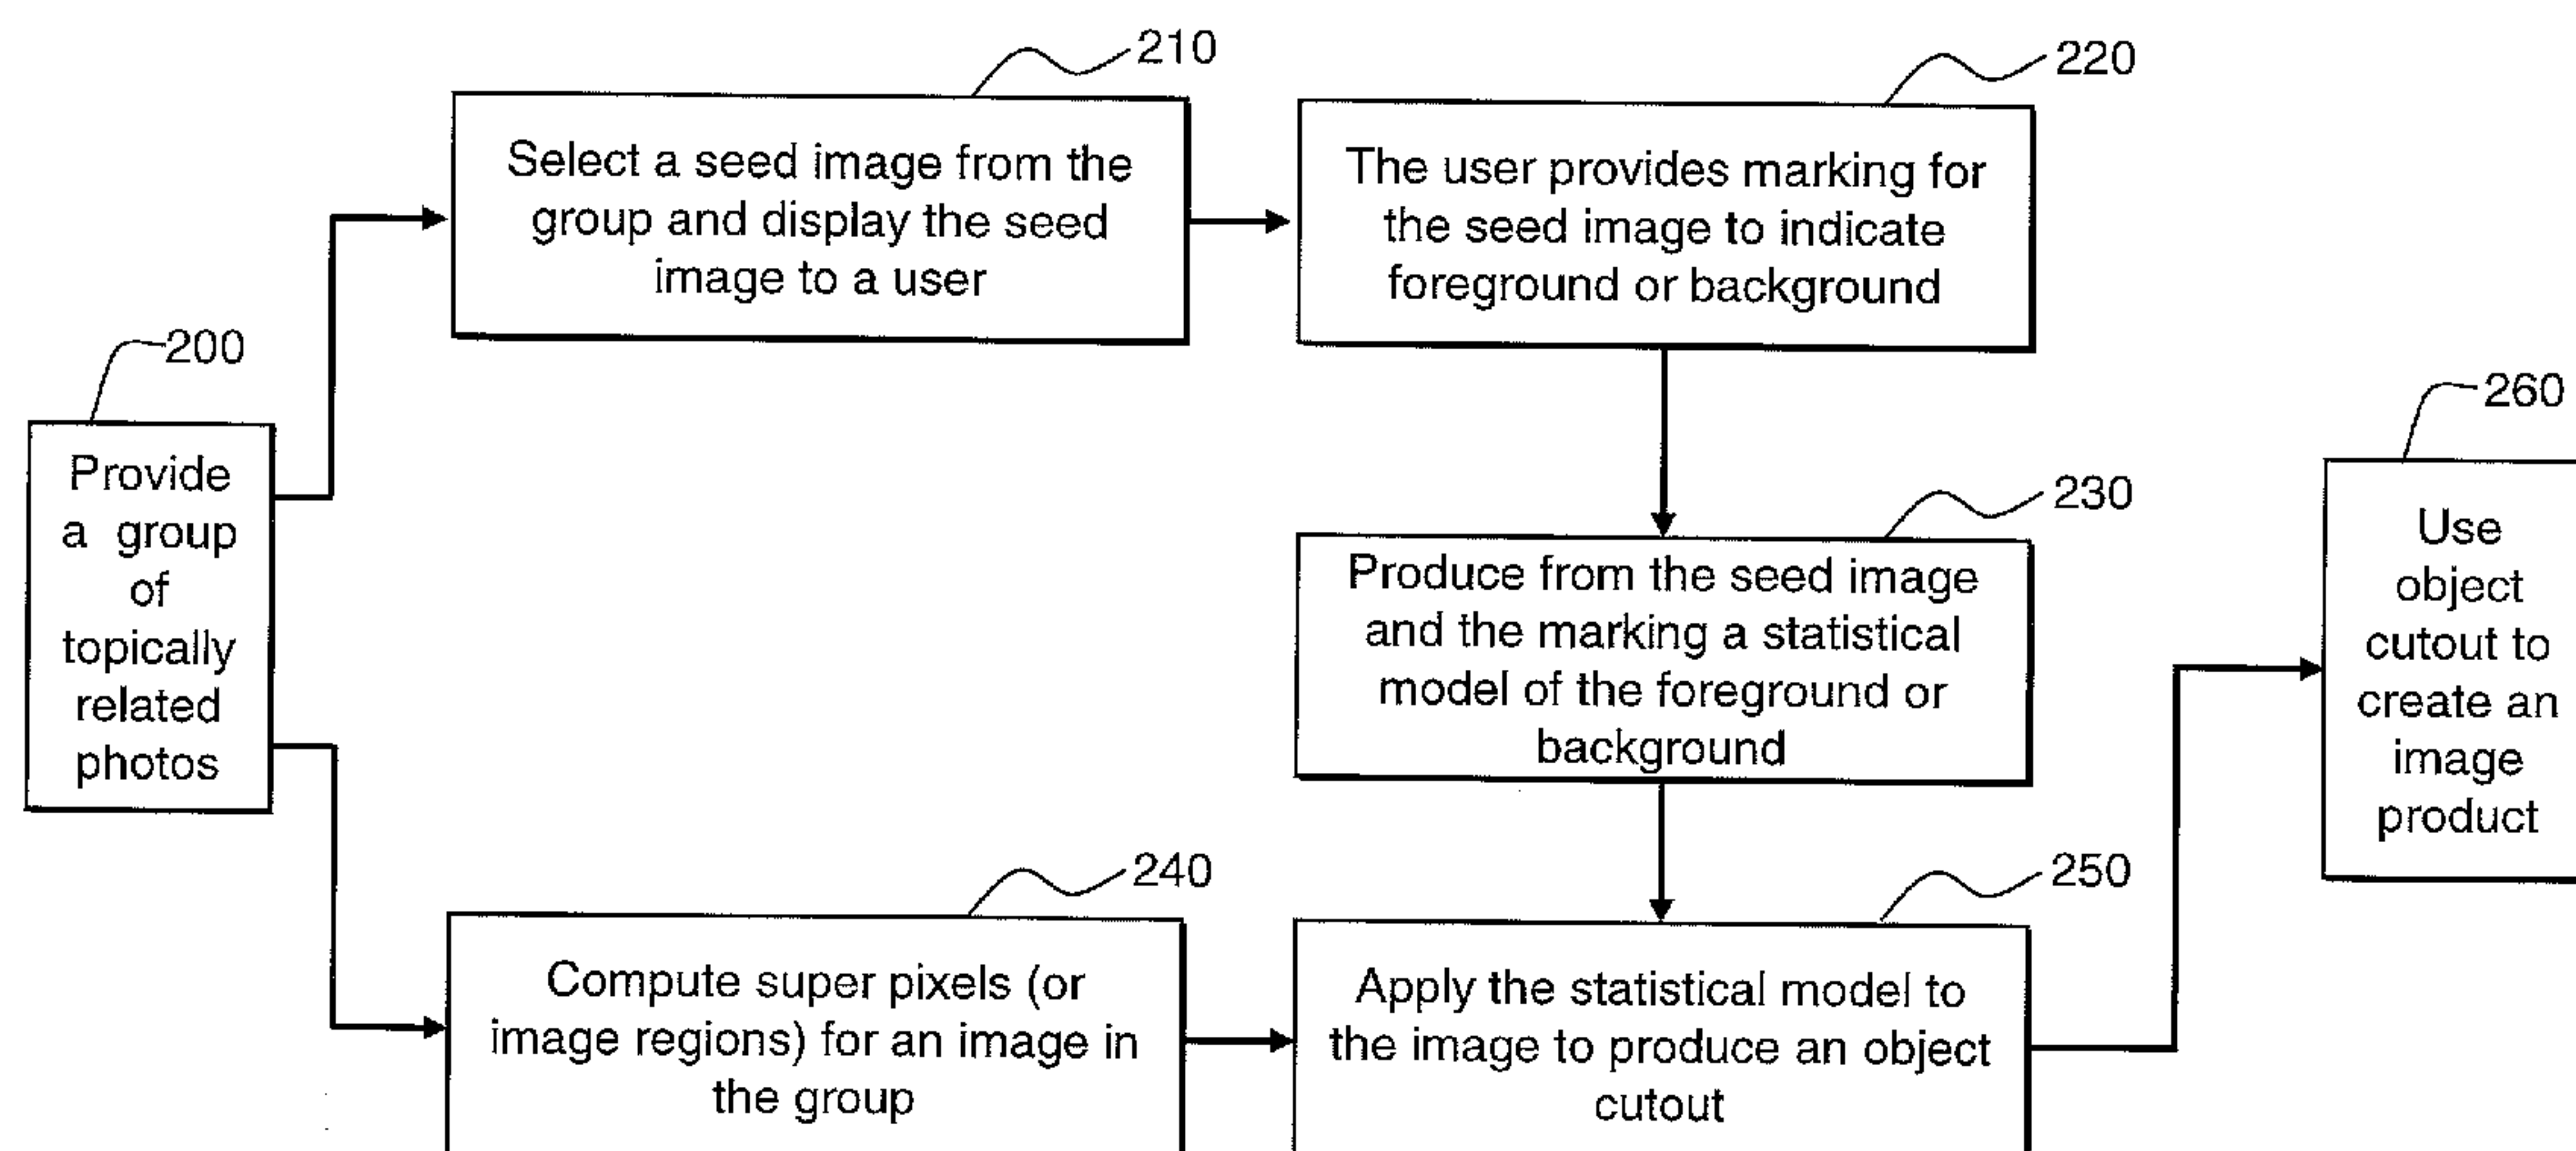 210
Select a seed image from the
group and display the seed
image to a user
220
The user provides marking for
the seed image to indicate
foreground or background
200
Provide
a group
of
topically
related
photos
230
Produce from the seed image
and the marking a statistical
model of the foreground or
background
240
Compute super pixels (or
image regions) for an image in
the group
250
Apply the statistical model to
the image to produce an object
cutout
260
Use
object
cutout to
create an
image
product